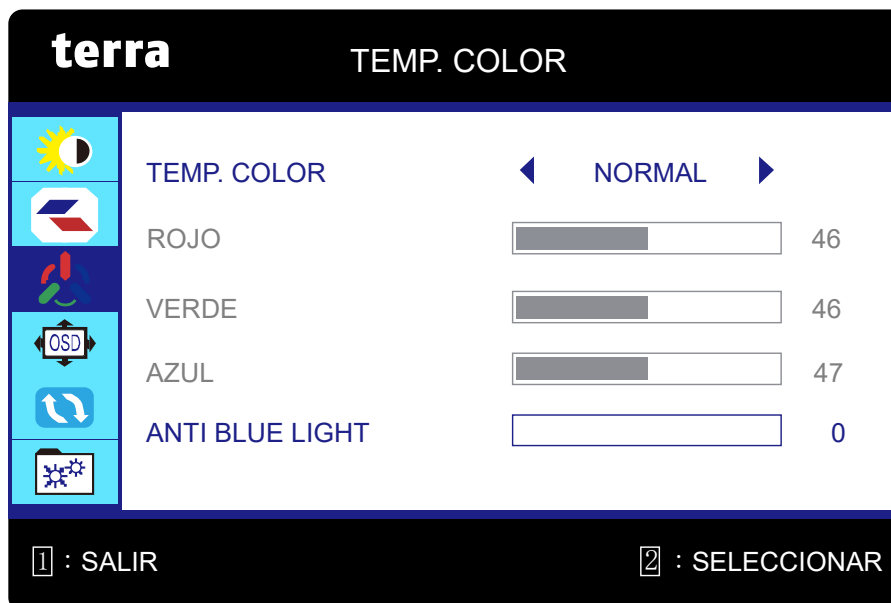 terra
TEMP. COLOR
TEMP. COLOR NORMAL
ROJO 46
VERDE 46
OSD
AZUL 47
ANTI BLUE LIGHT 0
1 : SALIR 2 : SELECCIONAR